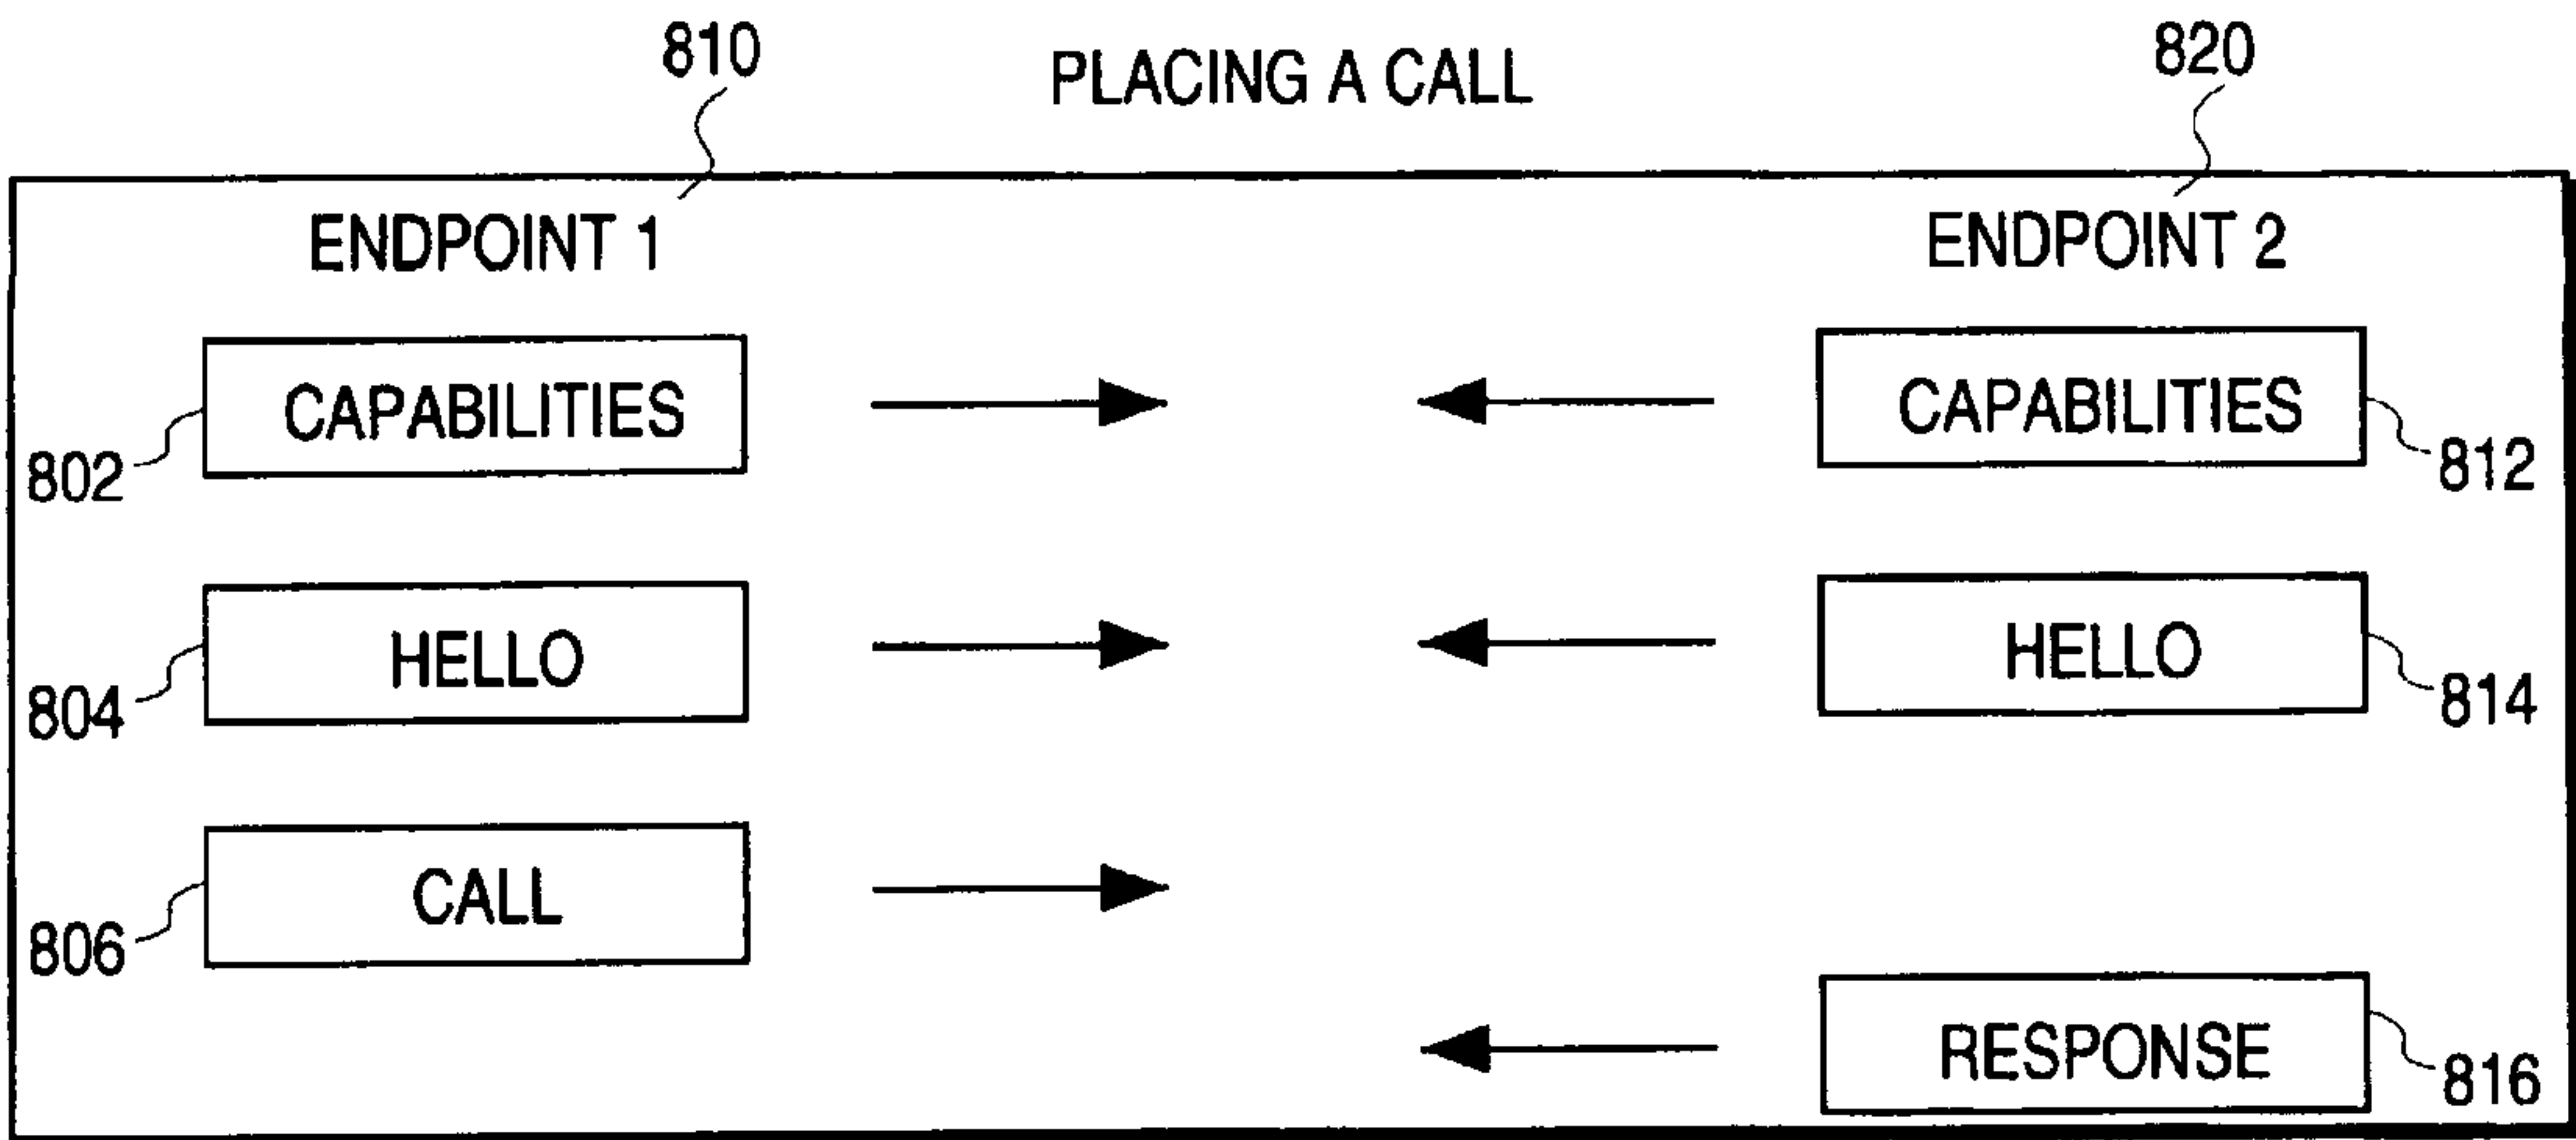 810
PLACING A CALL
820
ENDPOINT 1
ENDPOINT 2
CAPABILITIES
CAPABILITIES
802
812
HELLO
HELLO
804
814
CALL
806
RESPONSE
816